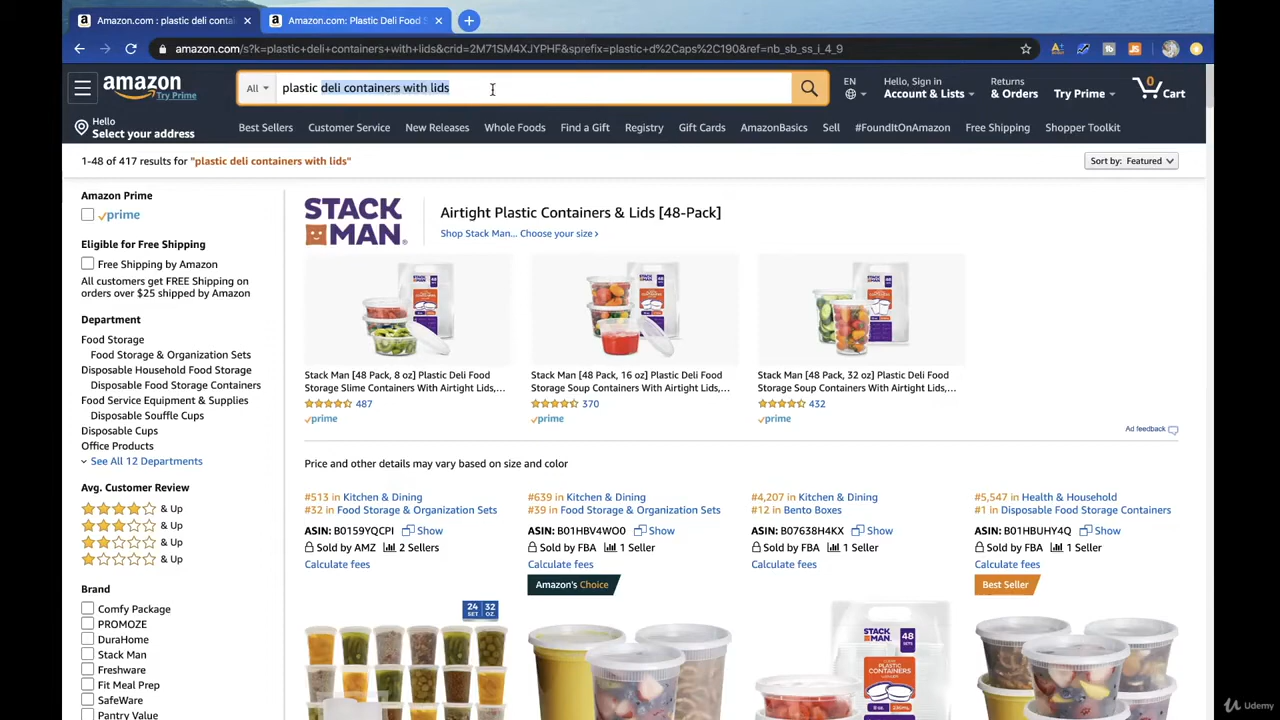 Amazon.com : plastic deli contai
Amazon.com: Plastic Deli Food S
amazon.com/s?k=plastic+deli+containers+with+lids&crid=2M71SM4XJYPHF&sprefix=plastic+d%2Caps%2C190&ref=nb_sb_ss_i_4_9
amazon
Try Prime
All
plastic deli containers with lids
EN
Hello, Sign in
Account & Lists
Returns
& Orders
Try Prime
0
Cart
Hello
Select your address
Best Sellers Customer Service New Releases Whole Foods Find a Gift Registry Gift Cards AmazonBasics Sell #FoundItOnAmazon Free Shipping Shopper Toolkit
1-48 of 417 results for "plastic deli containers with lids"
Sort by: Featured
Amazon Prime
prime
Eligible for Free Shipping
Free Shipping by Amazon
All customers get FREE Shipping on
orders over $25 shipped by Amazon
Department
Food Storage
Food Storage & Organization Sets
Disposable Household Food Storage
Disposable Food Storage Containers
Food Service Equipment & Supplies
Disposable Souffle Cups
Disposable Cups
Office Products
See All 12 Departments
Avg. Customer Review
& Up
& Up
& Up
& Up
Brand
Comfy Package
PROMOZE
DuraHome
Stack Man
Freshware
Fit Meal Prep
SafeWare
Pantry Value
STACK
MAN
Airtight Plastic Containers & Lids [48-Pack]
Shop Stack Man... Choose your size ›
Stack Man [48 Pack, 8 oz] Plastic Deli
Food Storage Slime Containers With Airtight Lids,...
487
prime
Stack Man [48 Pack, 16 oz] Plastic Deli Food
Storage Soup Containers With Airtight Lids,...
370
prime
Stack Man [48 Pack, 32 oz] Plastic Deli Food
Storage Soup Containers With Airtight Lids,...
432
prime
Ad feedback
Price and other details may vary based on size and color
#513 in Kitchen & Dining
#32 in Food Storage & Organization Sets
ASIN: B0159YQCPI Show
Sold by AMZ 2 Sellers
Calculate fees
#639 in Kitchen & Dining
#39 in Food Storage & Organization Sets
ASIN: B01HBV4WO0 Show
Sold by FBA 1 Seller
Calculate fees
Amazon's Choice
#4,207 in Kitchen & Dining
#12 in Bento Boxes
ASIN: B07638H4KX Show
Sold by FBA 1 Seller
Calculate fees
#5,547 in Health & Household
#1 in Disposable Food Storage Containers
ASIN: B01HBUHY4Q Show
Sold by FBA 1 Seller
Calculate fees
Best Seller
24 32
SET OZ.
STACK
MAN
48
PLASTIC
CONTAINERS
Udemy